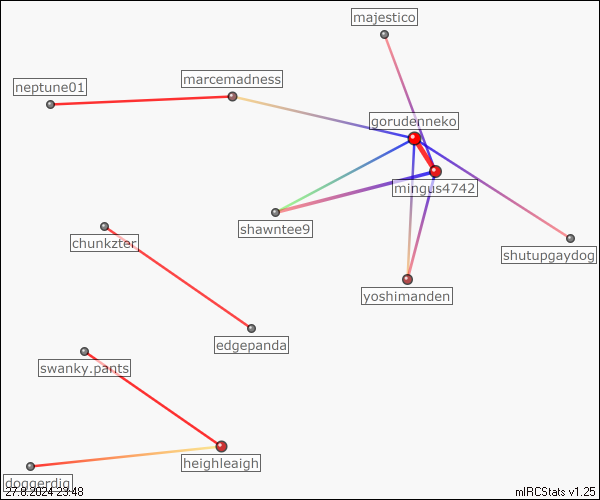 majestico
neptune01
marcemadness
gorudenneko
mingus4742
shawntee9
chunkzter
shutupgaydog
yoshimanden
edgepanda
swanky.pants
heighleaigh
doggerdig
27.8.2024 23:48
mIRCStats v1.25